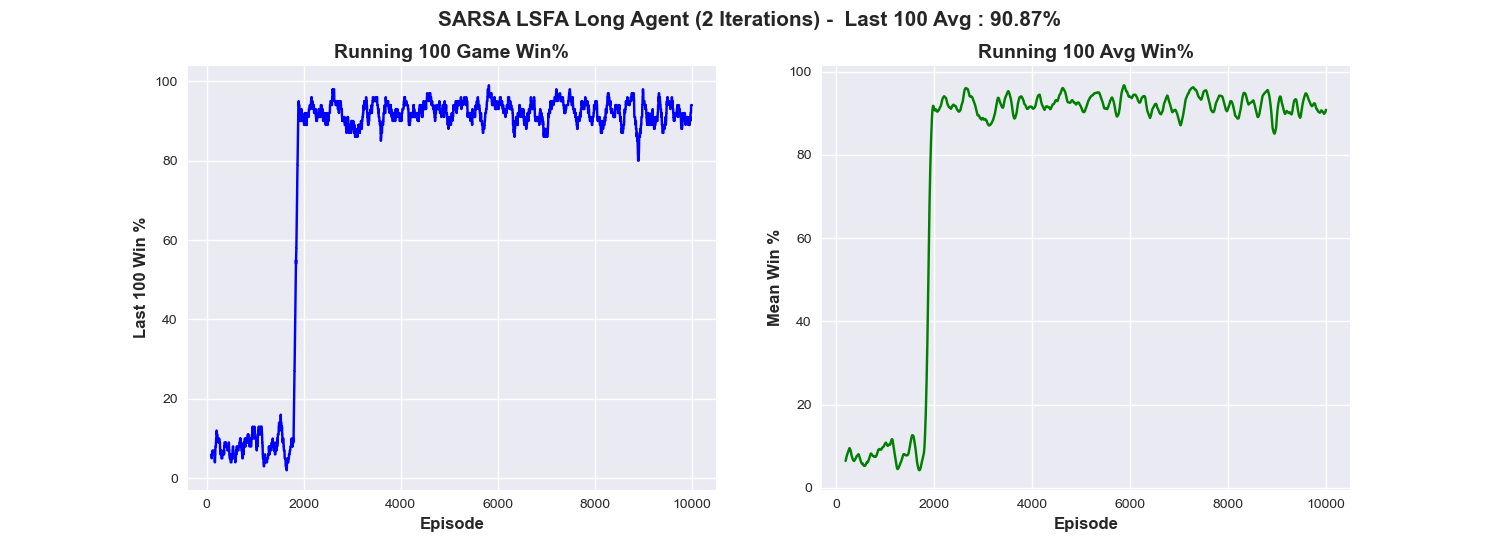 SARSA LSFA Long Agent (2 Iterations) -  Last 100 Avg : 90.87%
Running 100 Game Win%
Last 100 Win %
100
80
60
40
20
0
0 2000 4000 6000 8000 10000
Episode
Running 100 Avg Win%
Mean Win %
100
80
60
40
20
0
0 2000 4000 6000 8000 10000
Episode